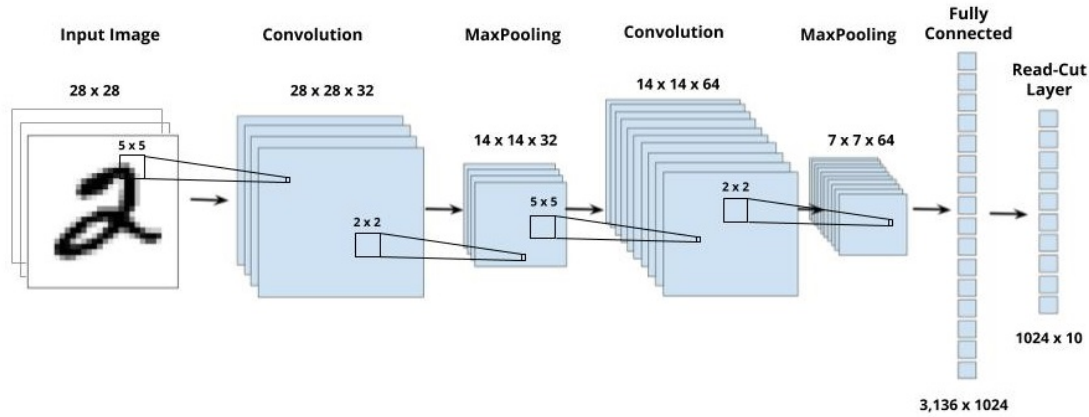 Input Image
Convolution
MaxPooling
Convolution
MaxPooling
Fully
Connected
Read-Cut
Layer
28 x 28
28 x 28 x 32
14 x 14 x 32
14 x 14 x 64
7 x 7 x 64
5 x 5
2 x 2
5 x 5
2 x 2
2
1024 x 10
3,136 x 1024